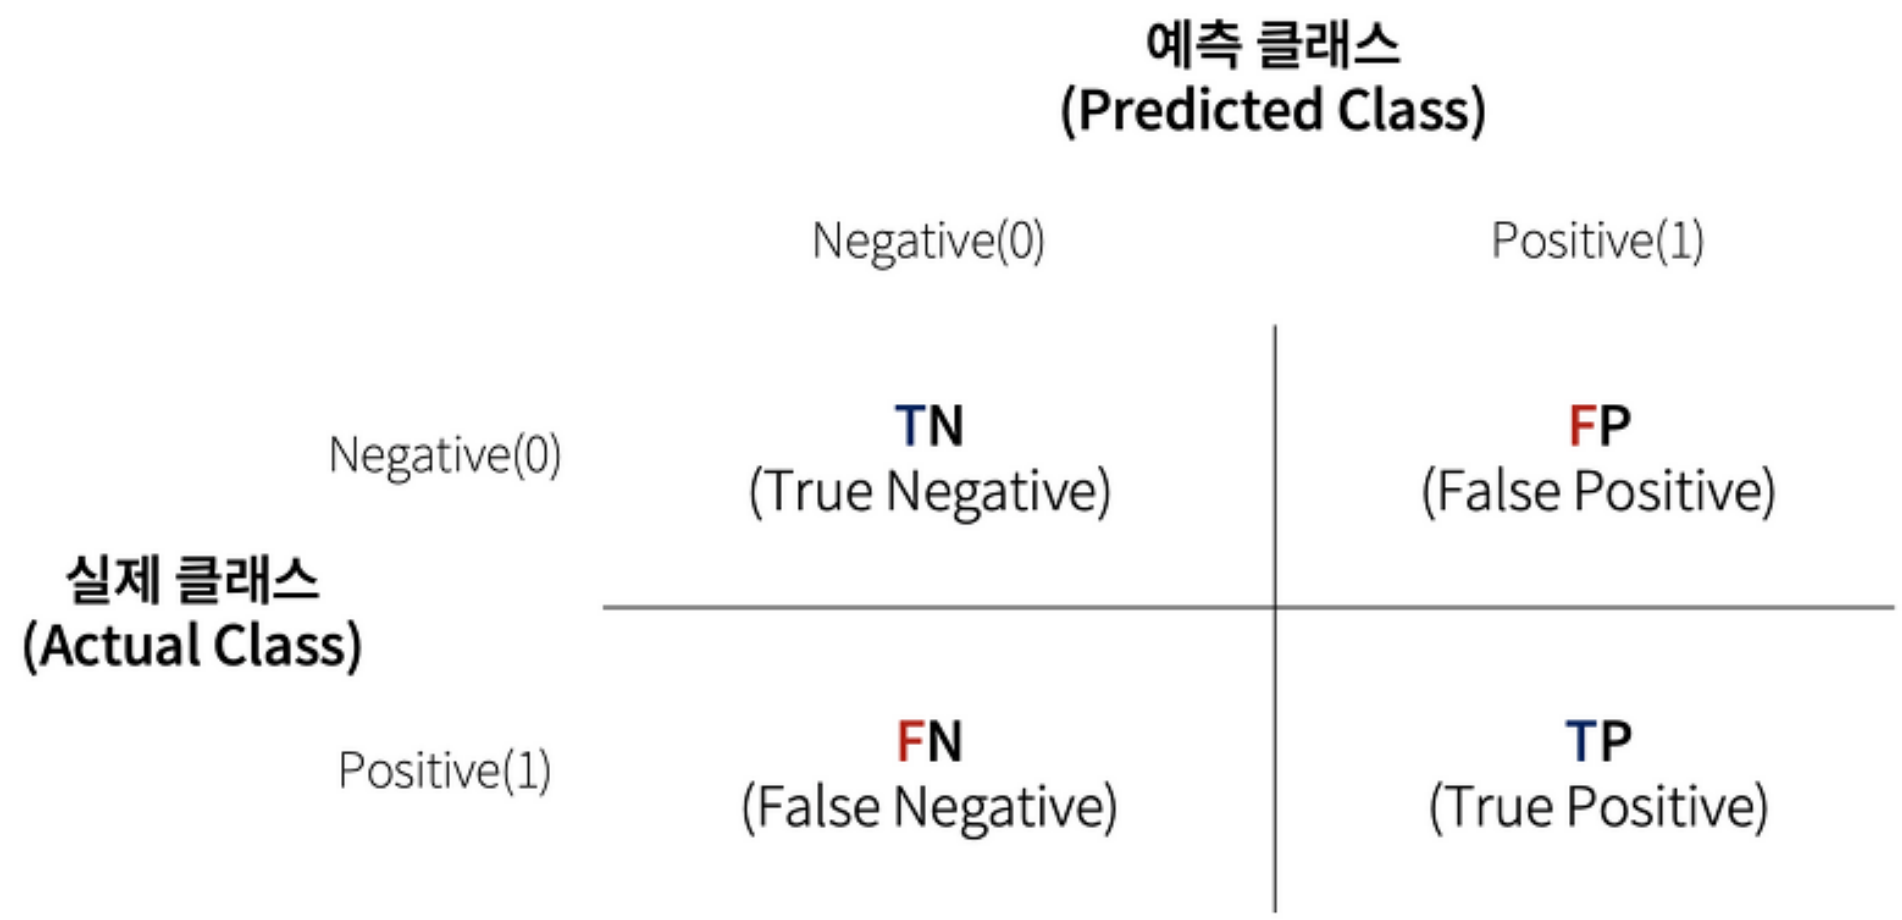 예측 클래스
(Predicted Class)
Negative(0)
Positive(1)
TN
FP
Negative(0)
(True Negative)
(False Positive)
실제 클래스
(Actual Class)
FN
TP
Positive(1)
(False Negative)
(True Positive)